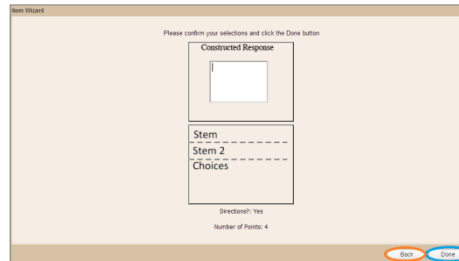 Item Wizard
Please confirm your selections and click the Done button
Constructed Response
Stem
Stem 2
Choices
Directions?: Yes
Number of Points: 4
Back Done